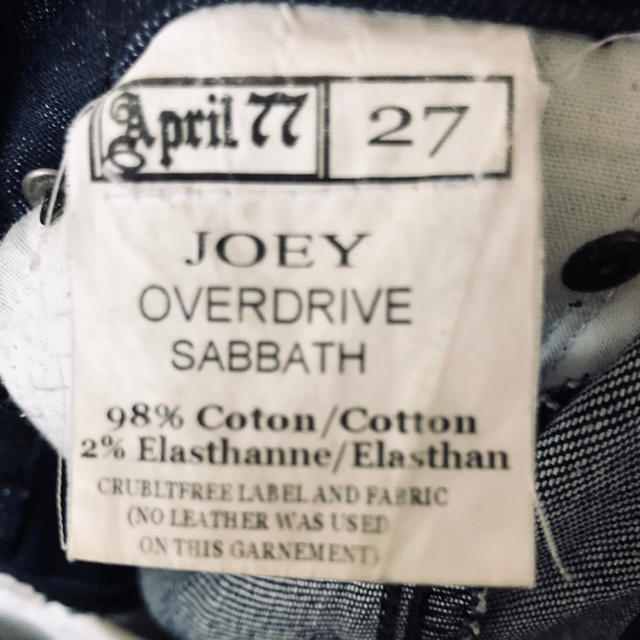 April 77 27
JOEY
OVERDRIVE
SABBATH
98% Coton/Cotton
2% Elasthanne/Elasthan
CRUBLTFREE LABEL AND FABRIC
(NO LEATHER WAS USED
ON THIS GARNEMENT)